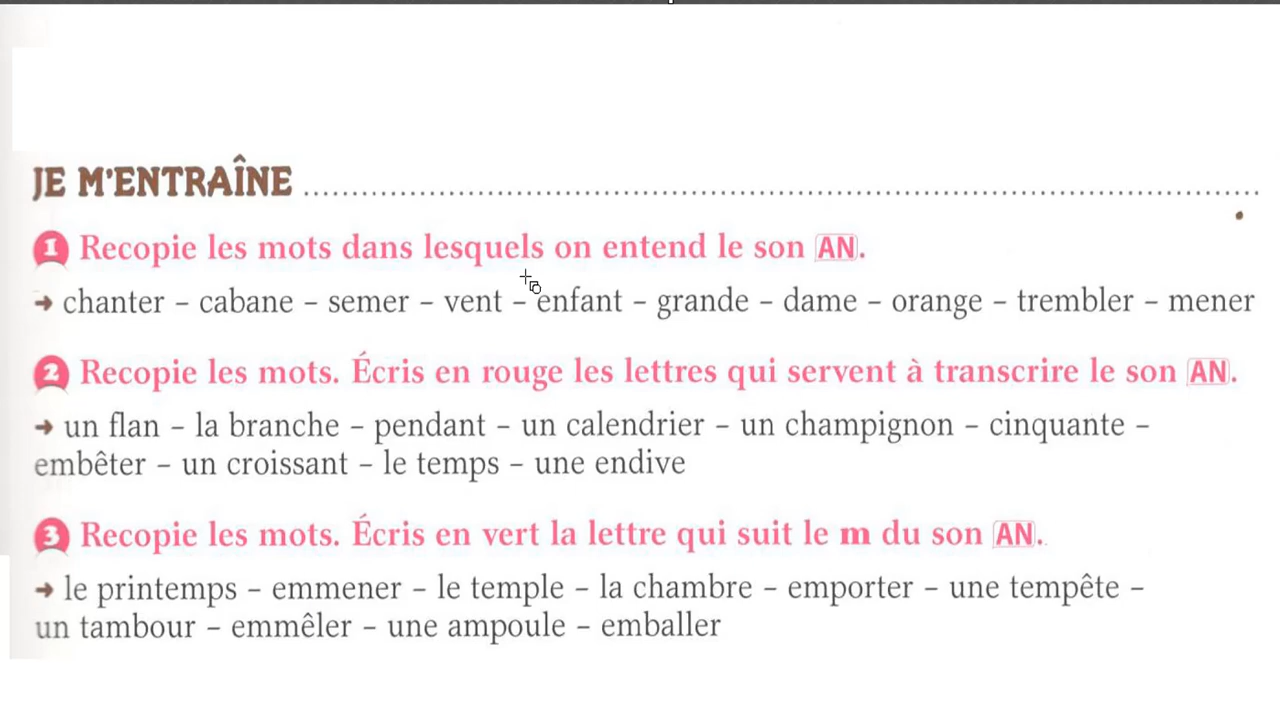 JE M'ENTRAÎNE ........................................................................................................................
1 Recopie les mots dans lesquels on entend le son AN.
➜ chanter – cabane – semer – vent – enfant – grande – dame – orange – trembler – mener
2 Recopie les mots. Écris en rouge les lettres qui servent à transcrire le son AN.
➜ un flan – la branche – pendant – un calendrier – un champignon – cinquante –
embêter – un croissant – le temps – une endive
3 Recopie les mots. Écris en vert la lettre qui suit le m du son AN.
➜ le printemps – emmener – le temple – la chambre – emporter – une tempête –
un tambour – emmêler – une ampoule – emballer